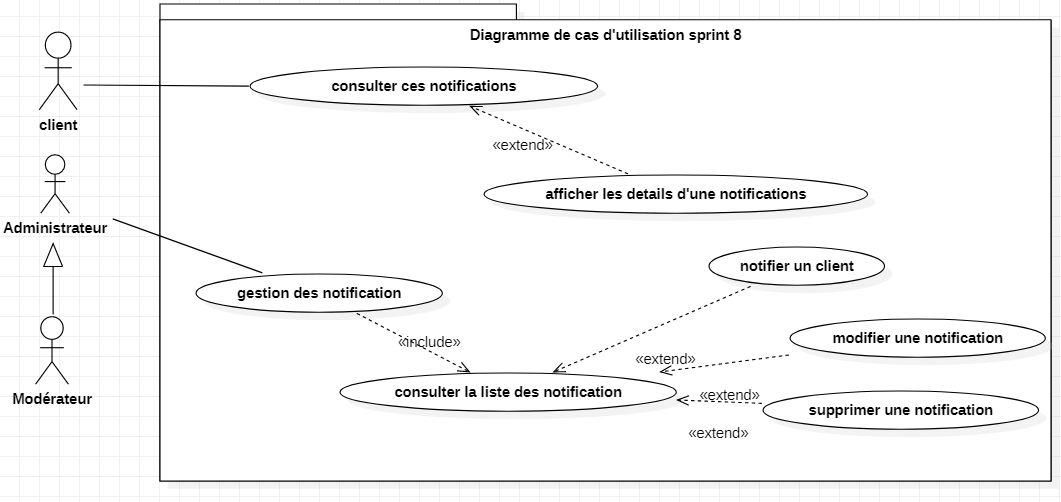 Diagramme de cas d'utilisation sprint 8
consulter ces notifications
client
«extend»
afficher les details d'une notifications
Administrateur
notifier un client
gestion des notification
modifier une notification
«include»
«extend»
consulter la liste des notification
«extend»
Modérateur
supprimer une notification
«extend»